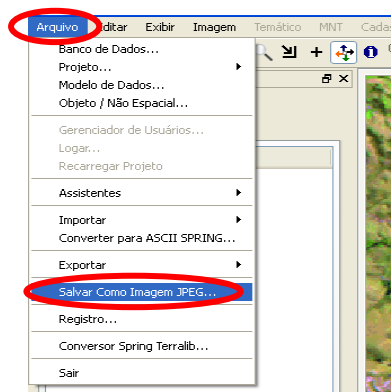 Arquivo Editar Exibir Imagem Temático MNT Cadas
Banco de Dados...
Projeto...
Modelo de Dados...
Objeto / Não Espacial...
Gerenciador de Usuários...
Logar...
Recarregar Projeto
Assistentes
Importar
Converter para ASCII SPRING...
Exportar
Salvar Como Imagem JPEG...
Registro...
Conversor Spring Terralib...
Sair